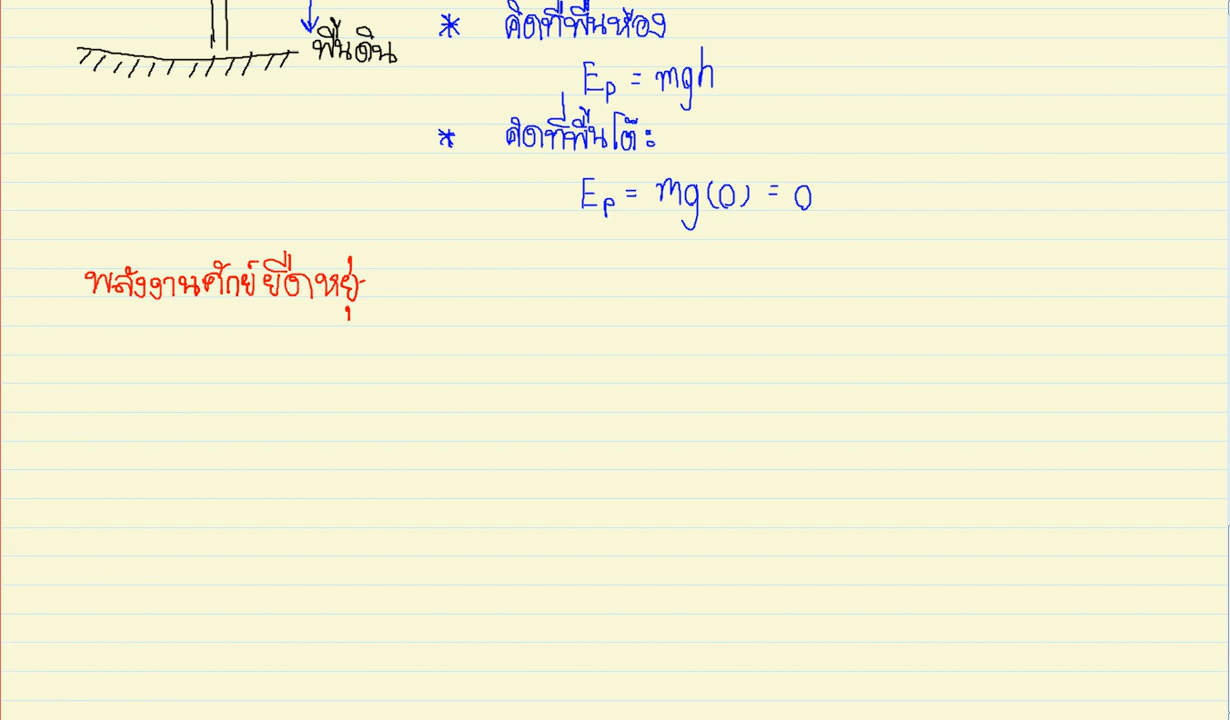 * คิดที่พื้นห้อง
พื้นดิน
Ep = mgh
* คิดที่พื้นโต๊ะ
Ep = mg(0) = 0
พลังงานศักย์ยืดหยุ่